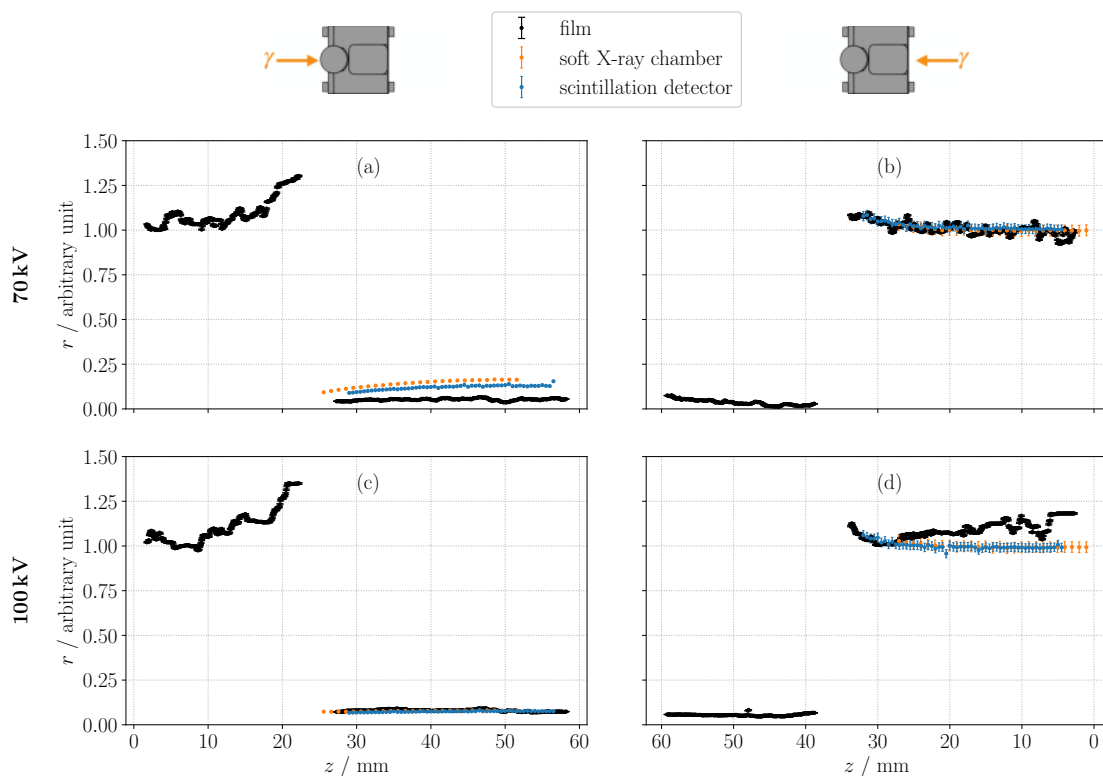 γ
film
soft X-ray chamber
scintillation detector
γ
70 kV
r / arbitrary unit
1.50
1.25
1.00
0.75
0.50
0.25
0.00
(a)
(b)
100 kV
r / arbitrary unit
1.50
1.25
1.00
0.75
0.50
0.25
0.00
(c)
(d)
0 10 20 30 40 50 60
60 50 40 30 20 10 0
z / mm
z / mm